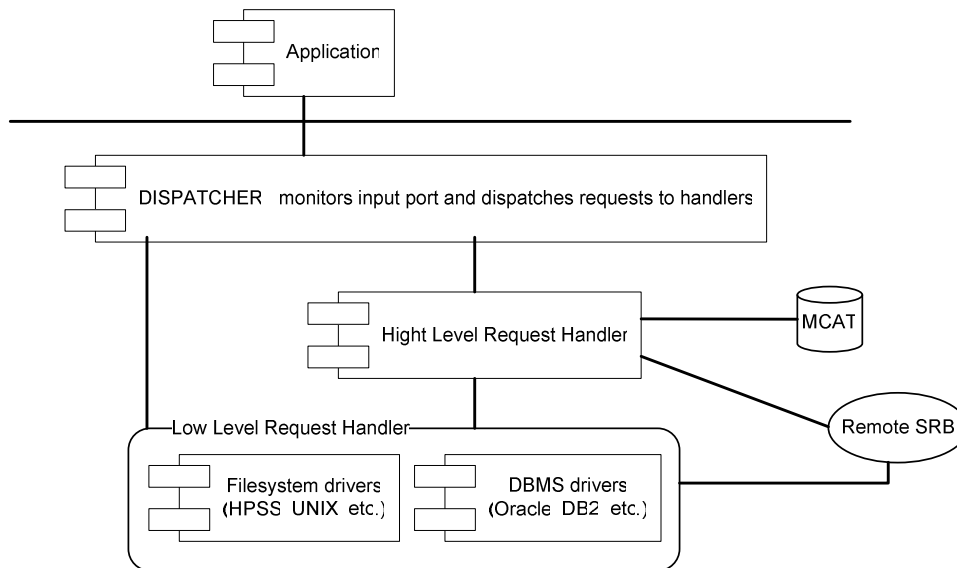 Application
DISPATCHER monitors input port and dispatches requests to handlers
Hight Level Request Handler
MCAT
Remote SRB
Low Level Request Handler
Filesystem drivers
(HPSS UNIX etc.)
DBMS drivers
(Oracle DB2 etc.)